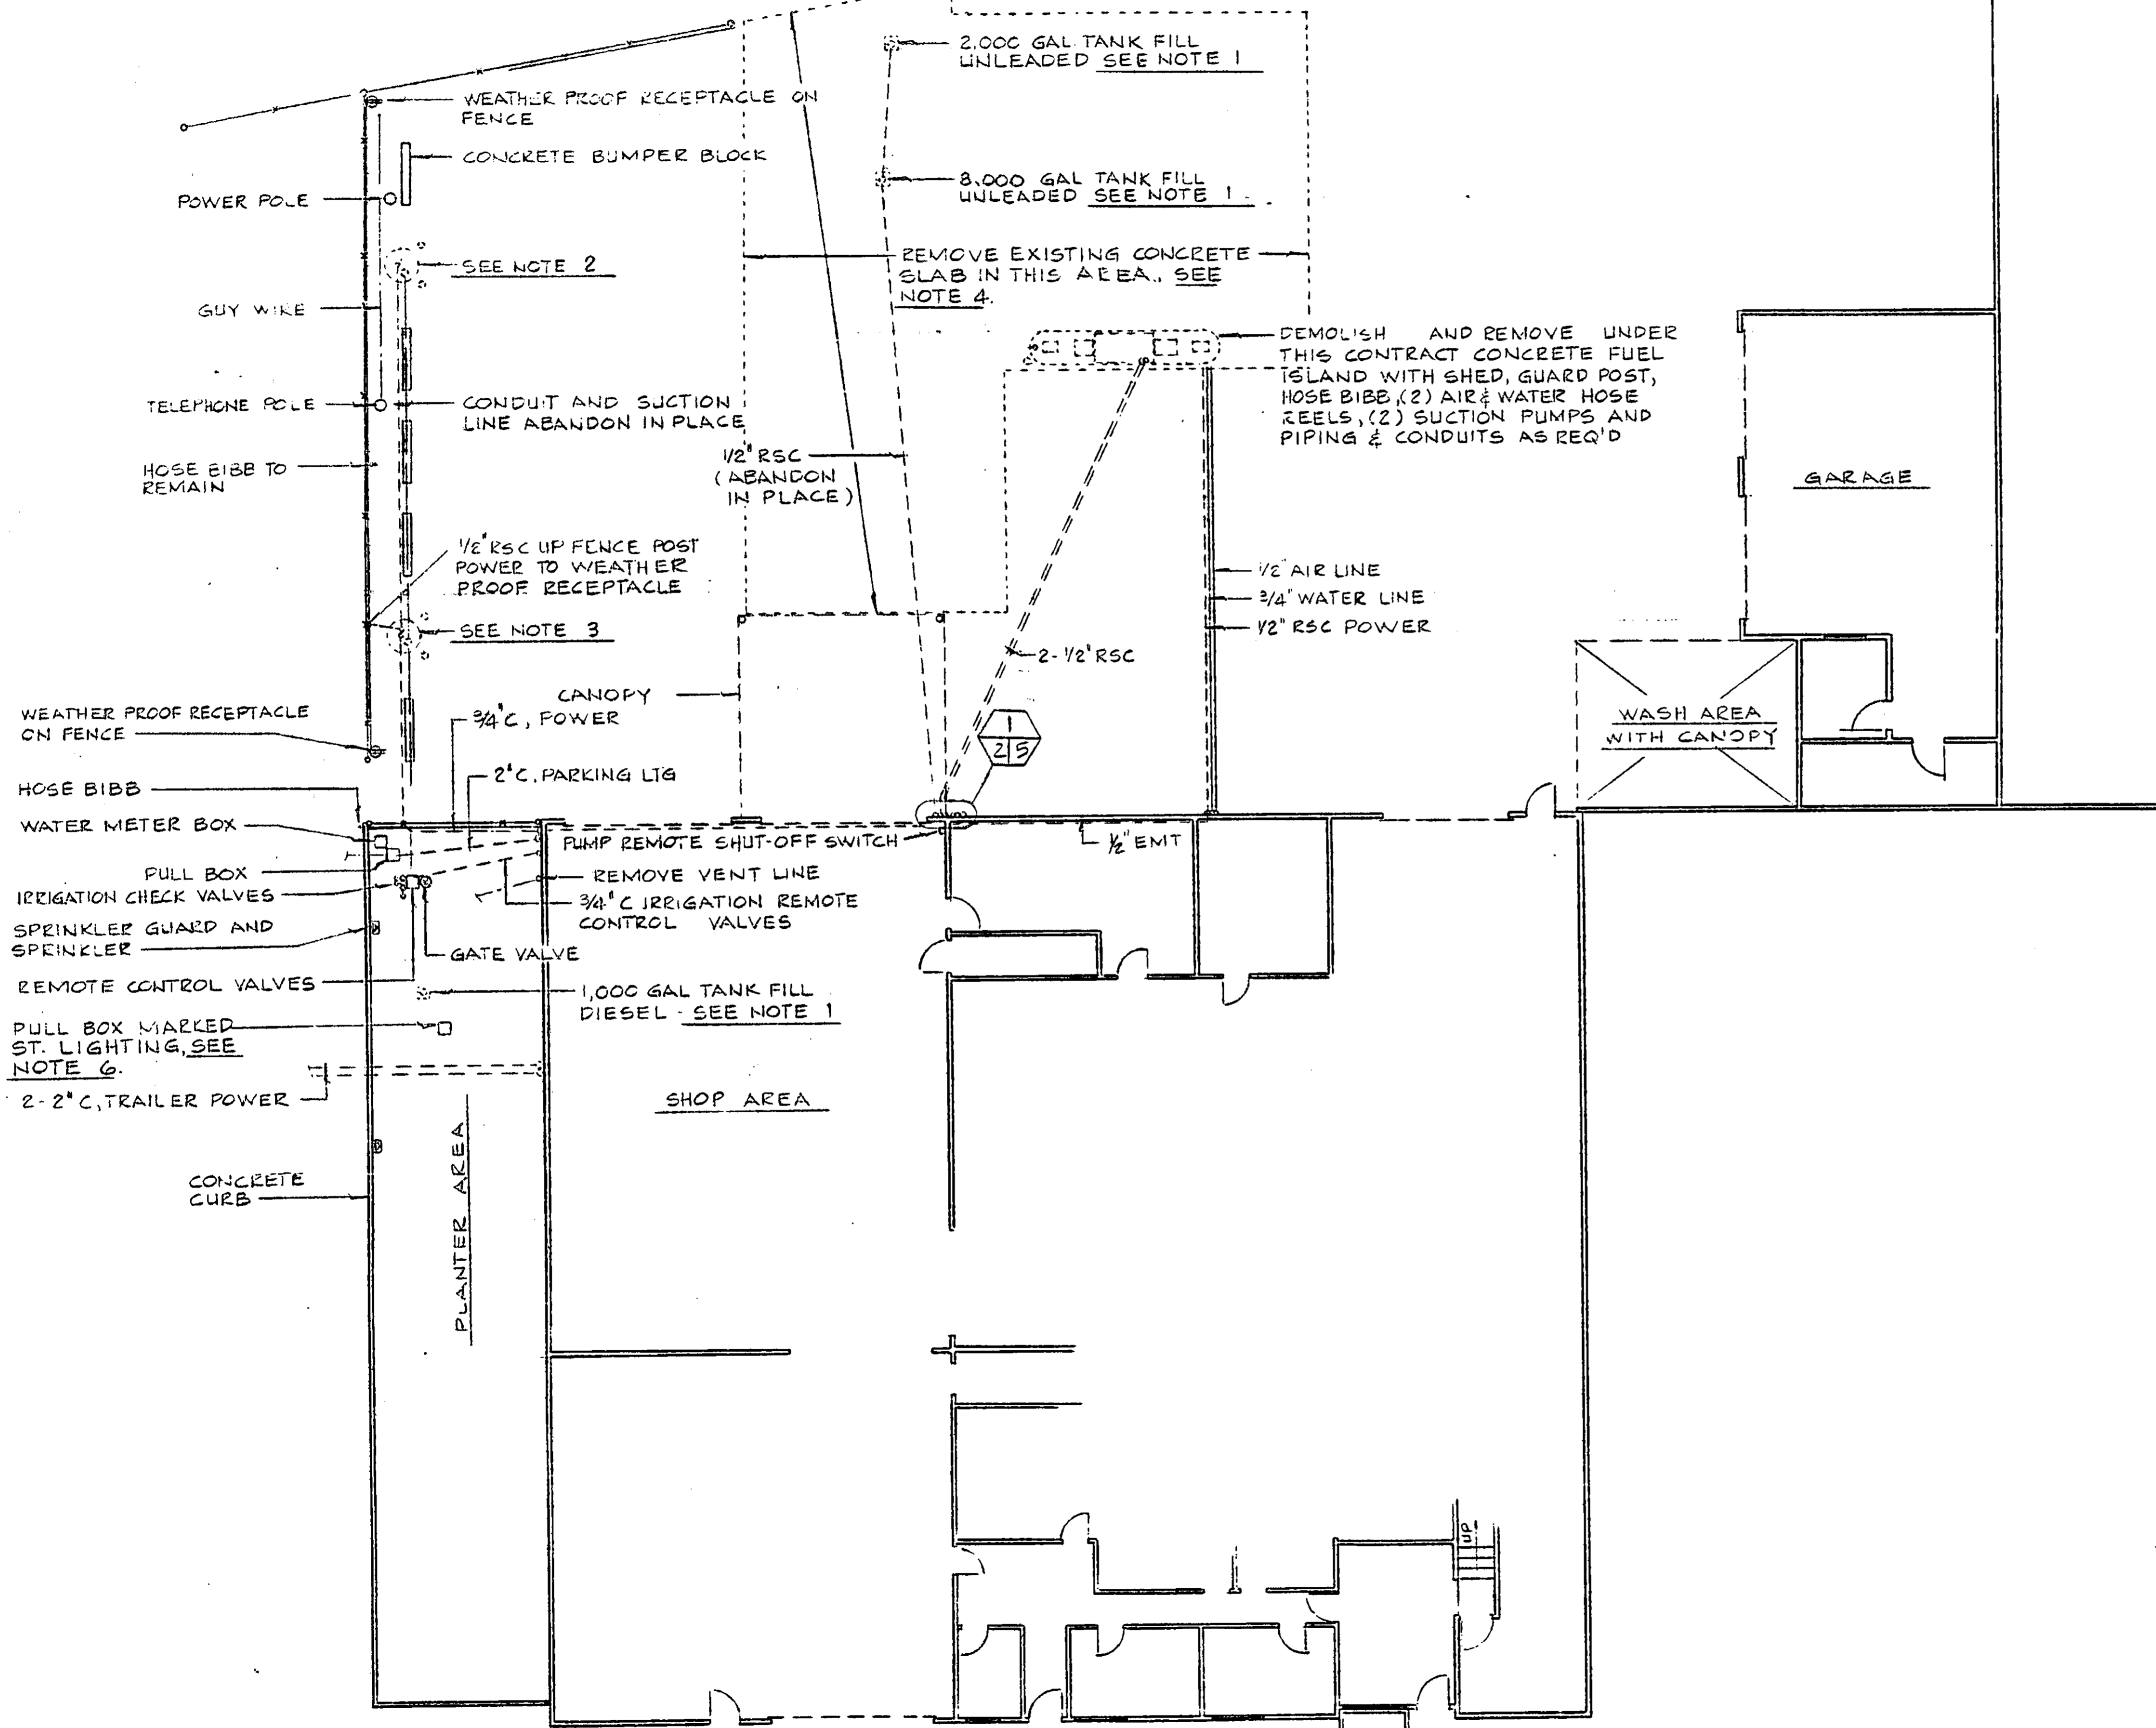 2,000 GAL. TANK FILL
UNLEADED SEE NOTE 1
WEATHER PROOF RECEPTACLE ON
FENCE
CONCRETE BUMPER BLOCK
8,000 GAL TANK FILL
UNLEADED SEE NOTE 1.
POWER POLE
REMOVE EXISTING CONCRETE
SLAB IN THIS AREA., SEE
NOTE 4.
SEE NOTE 2
GUY WIRE
DEMOLISH AND REMOVE UNDER
THIS CONTRACT CONCRETE FUEL
ISLAND WITH SHED, GUARD POST,
HOSE BIBB, (2) AIR & WATER HOSE
REELS, (2) SUCTION PUMPS AND
PIPING & CONDUITS AS REQ'D
TELEPHONE POLE
CONDUIT AND SUCTION
LINE ABANDON IN PLACE
1/2" RSC
(ABANDON
IN PLACE)
HOSE BIBB TO
REMAIN
GARAGE
1/2" RSC UP FENCE POST
POWER TO WEATHER
PROOF RECEPTACLE
1/2" AIR LINE
3/4" WATER LINE
1/2" RSC POWER
SEE NOTE 3
2-1/2" RSC
CANOPY
3/4" C, POWER
WEATHER PROOF RECEPTACLE
ON FENCE
1
2 5
WASH AREA
WITH CANOPY
2" C. PARKING LTG
HOSE BIBB
WATER METER BOX
PUMP REMOTE SHUT-OFF SWITCH
1/2" EMT
PULL BOX
REMOVE VENT LINE
IRRIGATION CHECK VALVES
3/4" C IRRIGATION REMOTE
CONTROL VALVES
SPRINKLER GUARD AND
SPRINKLER
GATE VALVE
REMOTE CONTROL VALVES
1,000 GAL TANK FILL
DIESEL - SEE NOTE 1
PULL BOX MARKED
ST. LIGHTING, SEE
NOTE 6.
2-2" C, TRAILER POWER
SHOP AREA
PLANTER AREA
CONCRETE
CURB
UP